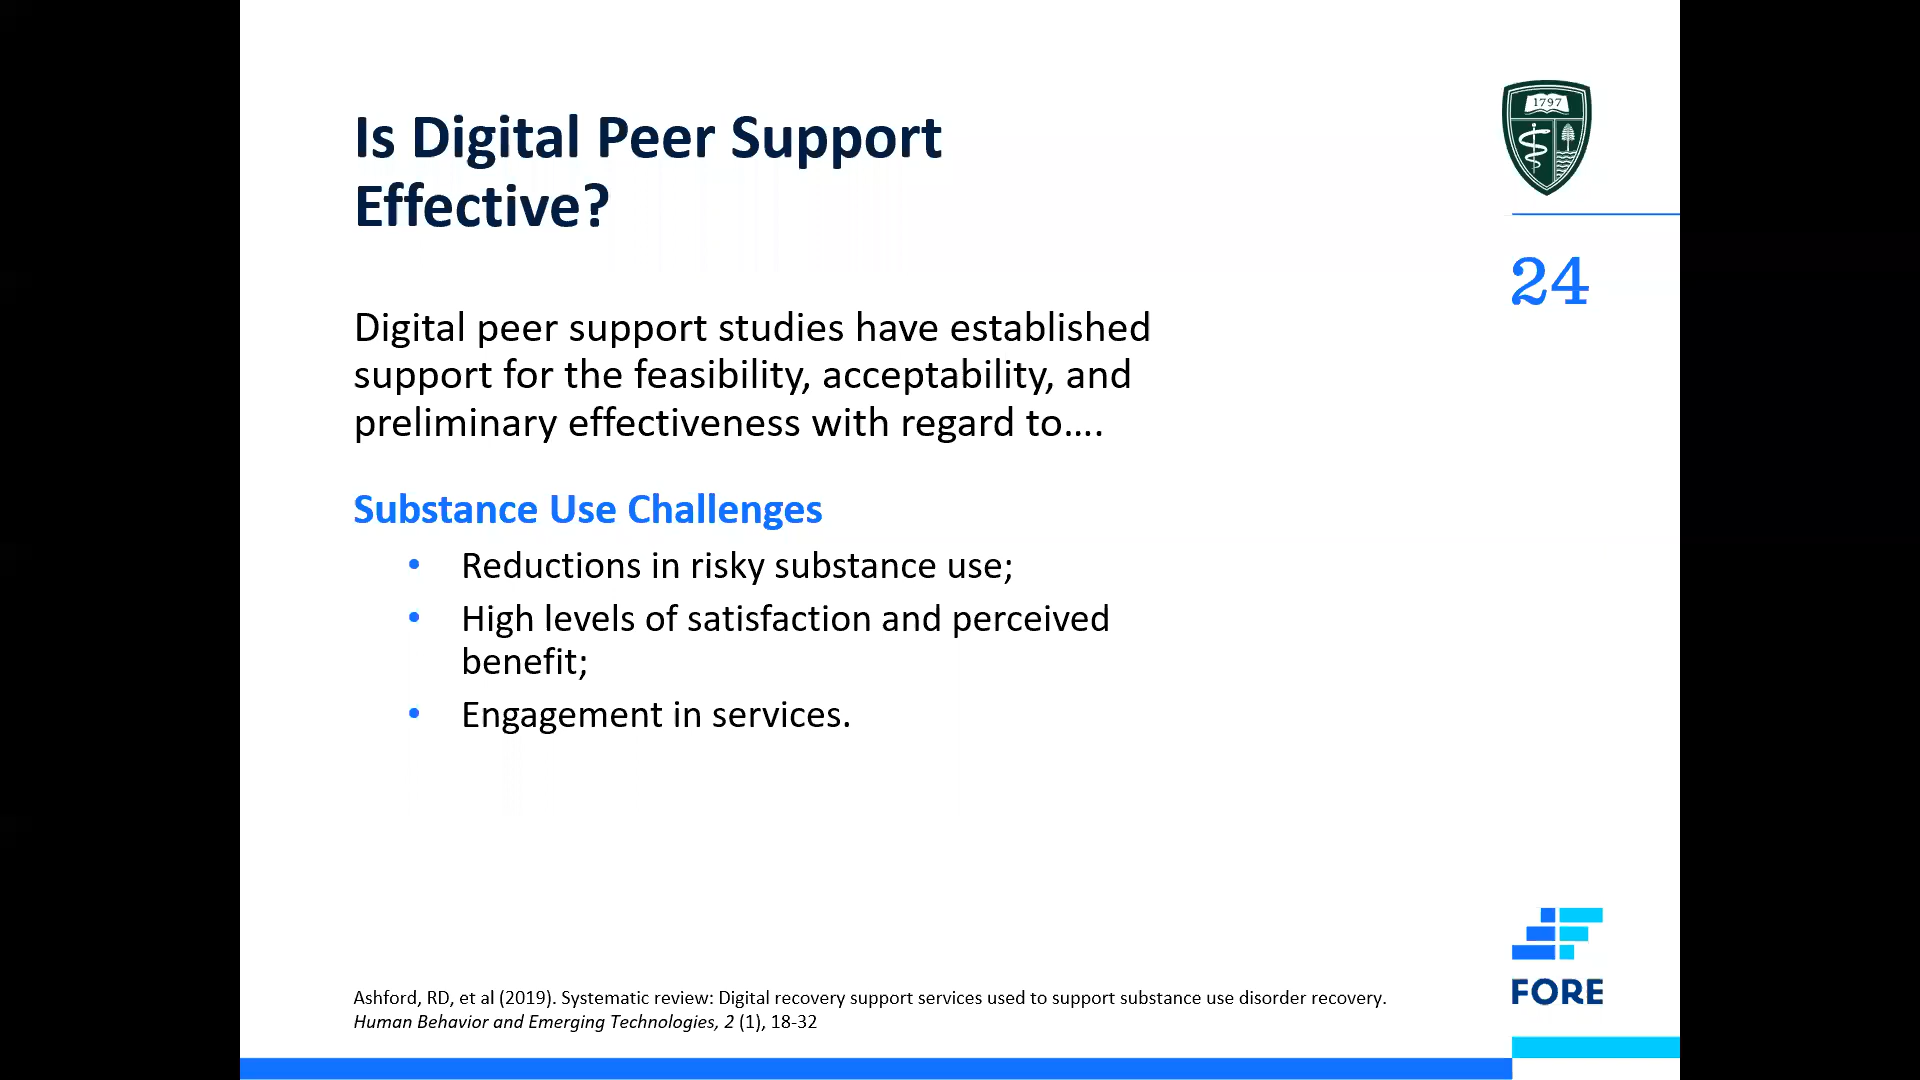 Is Digital Peer Support
Effective?
1797
24
Digital peer support studies have established
support for the feasibility, acceptability, and
preliminary effectiveness with regard to....
Substance Use Challenges
• Reductions in risky substance use;
• High levels of satisfaction and perceived
benefit;
• Engagement in services.
FORE
Ashford, RD, et al (2019). Systematic review: Digital recovery support services used to support substance use disorder recovery.
Human Behavior and Emerging Technologies, 2 (1), 18-32